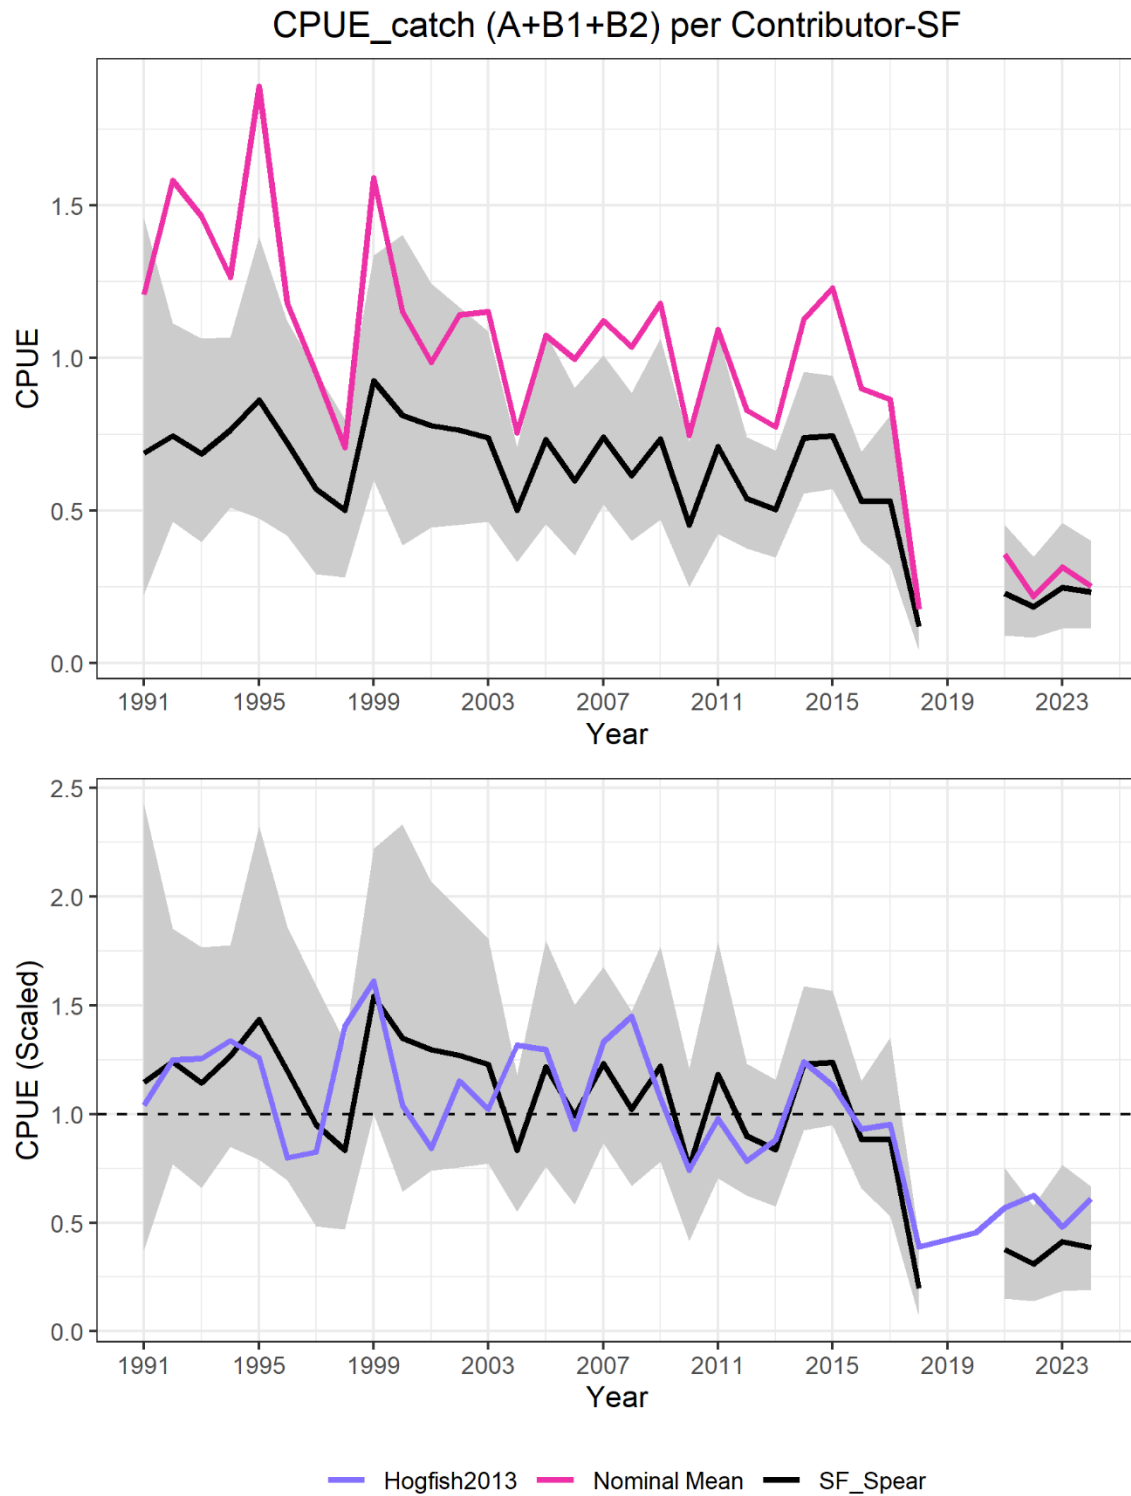 CPUE_catch (A+B1+B2) per Contributor-SF
CPUE
1.5
1.0
0.5
0.0
1991 1995 1999 2003 2007 2011 2015 2019 2023
Year
CPUE (Scaled)
2.5
2.0
1.5
1.0
0.5
0.0
1991 1995 1999 2003 2007 2011 2015 2019 2023
Year
Hogfish2013 Nominal Mean SF_Spear